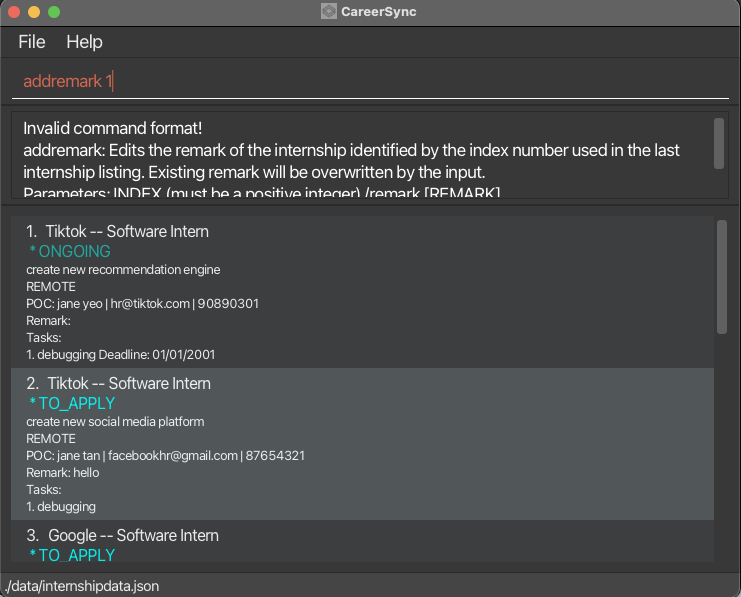 CareerSync
File Help
addremark 1
Invalid command format!
addremark: Edits the remark of the internship identified by the index number used in the last
internship listing. Existing remark will be overwritten by the input.
Parameters: INDEX (must be a positive integer) /remark [REMARK]
1. Tiktok -- Software Intern
* ONGOING
create new recommendation engine
REMOTE
POC: jane yeo | hr@tiktok.com | 90890301
Remark:
Tasks:
1. debugging Deadline: 01/01/2001
2. Tiktok -- Software Intern
* TO_APPLY
create new social media platform
REMOTE
POC: jane tan | facebookhr@gmail.com | 87654321
Remark: hello
Tasks:
1. debugging
3. Google -- Software Intern
* TO_APPLY
./data/internshipdata.json